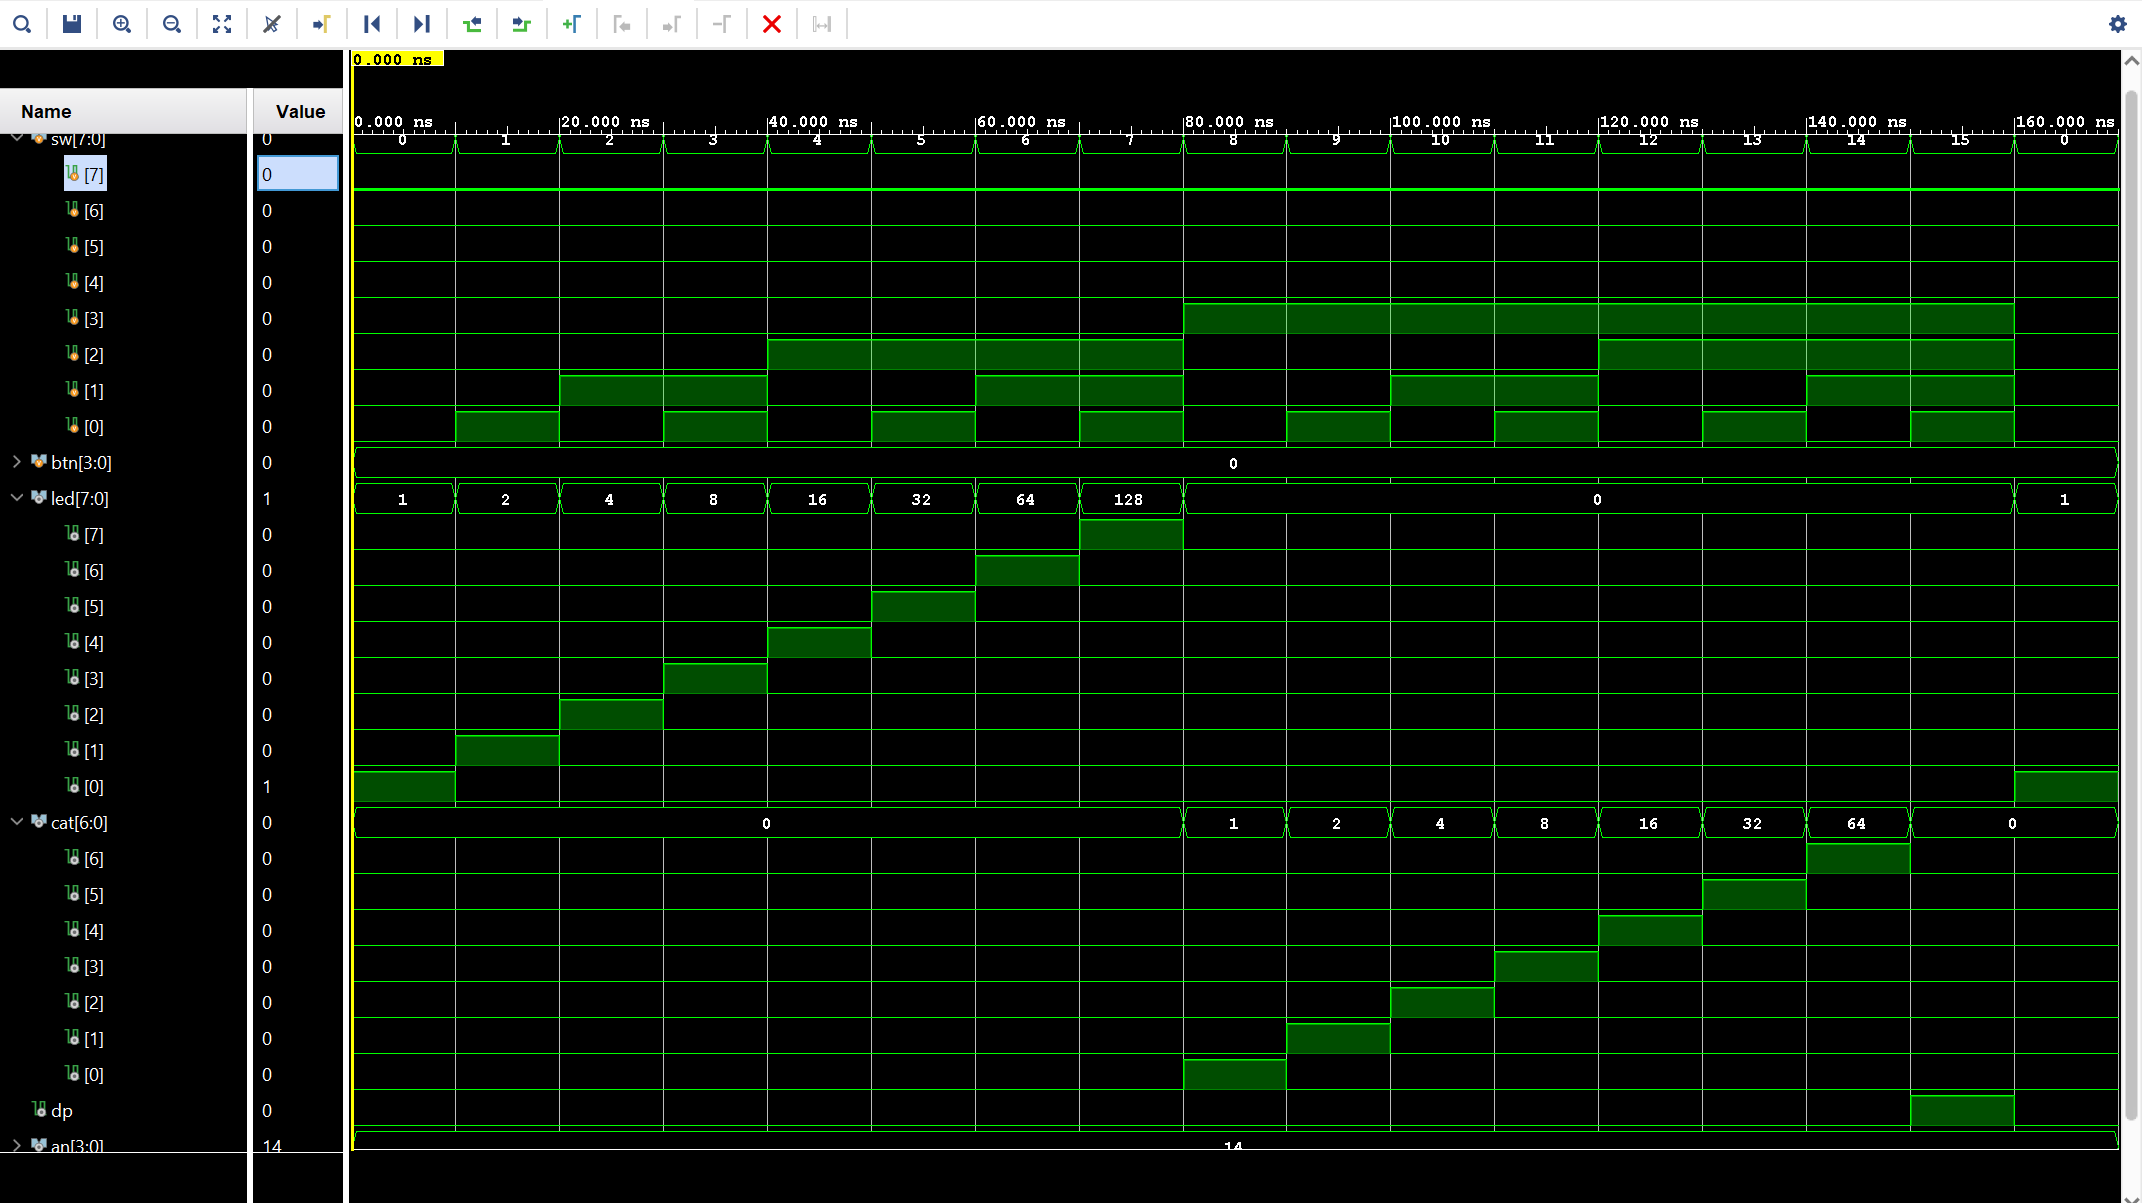 0.000 ns
Name Value
0.000 ns 20.000 ns 40.000 ns 60.000 ns 80.000 ns 100.000 ns 120.000 ns 140.000 ns 160.000 ns
sw[7:0] 0 0 1 2 3 4 5 6 7 8 9 10 11 12 13 14 15 0
[7] 0
[6] 0
[5] 0
[4] 0
[3] 0
[2] 0
[1] 0
[0] 0
btn[3:0] 0 0
led[7:0] 1 1 2 4 8 16 32 64 128 0 1
[7] 0
[6] 0
[5] 0
[4] 0
[3] 0
[2] 0
[1] 0
[0] 1
cat[6:0] 0 0 1 2 4 8 16 32 64 0
[6] 0
[5] 0
[4] 0
[3] 0
[2] 0
[1] 0
[0] 0
dp 0
an[3:0] 14 14